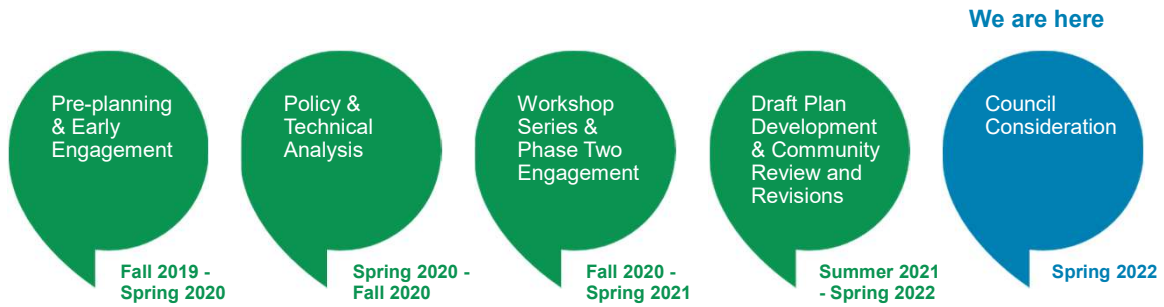 We are here
Pre-planning
& Early
Engagement
Fall 2019 -
Spring 2020
Policy &
Technical
Analysis
Spring 2020 -
Fall 2020
Workshop
Series &
Phase Two
Engagement
Fall 2020 -
Spring 2021
Draft Plan
Development
& Community
Review and
Revisions
Summer 2021
- Spring 2022
Council
Consideration
Spring 2022